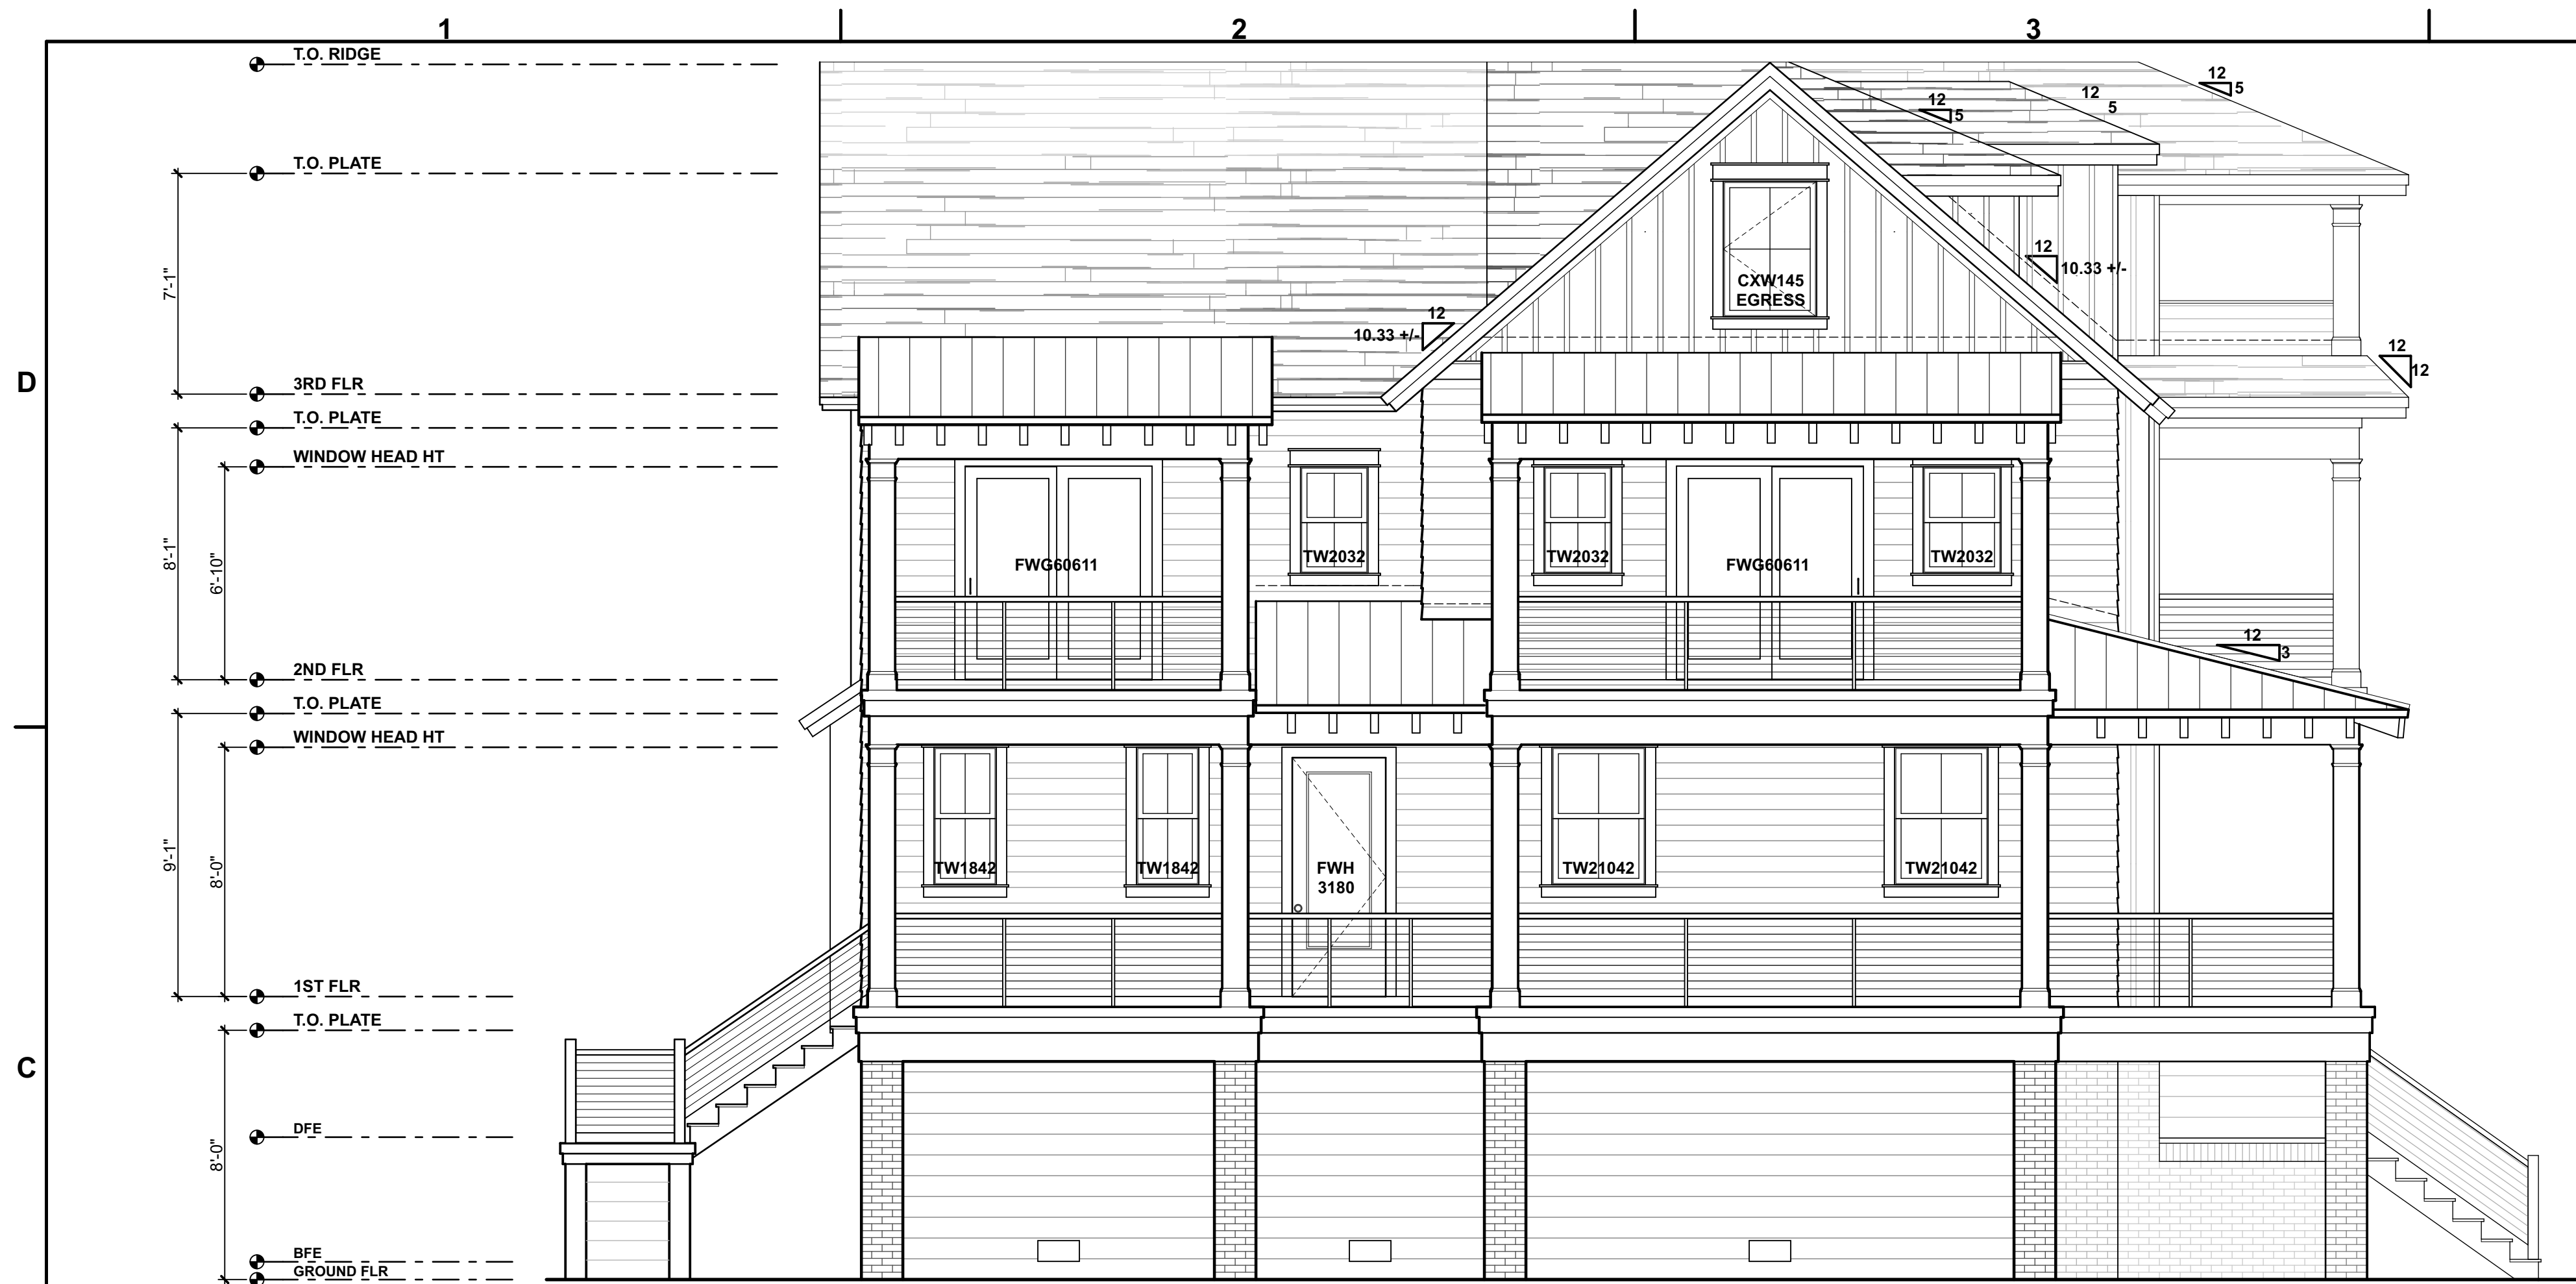 1
2
3
T.O. RIDGE
12
5
12
5
12
5
T.O. PLATE
7'-1"
12
10.33 +/-
CXW145
EGRESS
12
10.33 +/-
12
12
D
3RD FLR
T.O. PLATE
WINDOW HEAD HT
8'-1"
6'-10"
FWG60611
TW2032
TW2032
FWG60611
TW2032
12
3
2ND FLR
T.O. PLATE
WINDOW HEAD HT
9'-1"
8'-0"
TW1842
TW1842
FWH
3180
TW21042
TW21042
1ST FLR
T.O. PLATE
C
DFE
8'-0"
BFE
GROUND FLR